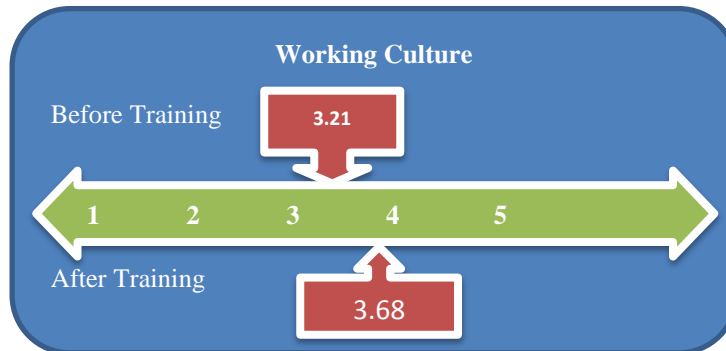 Working Culture
Before Training
3.21
1 2 3 4 5
After Training
3.68